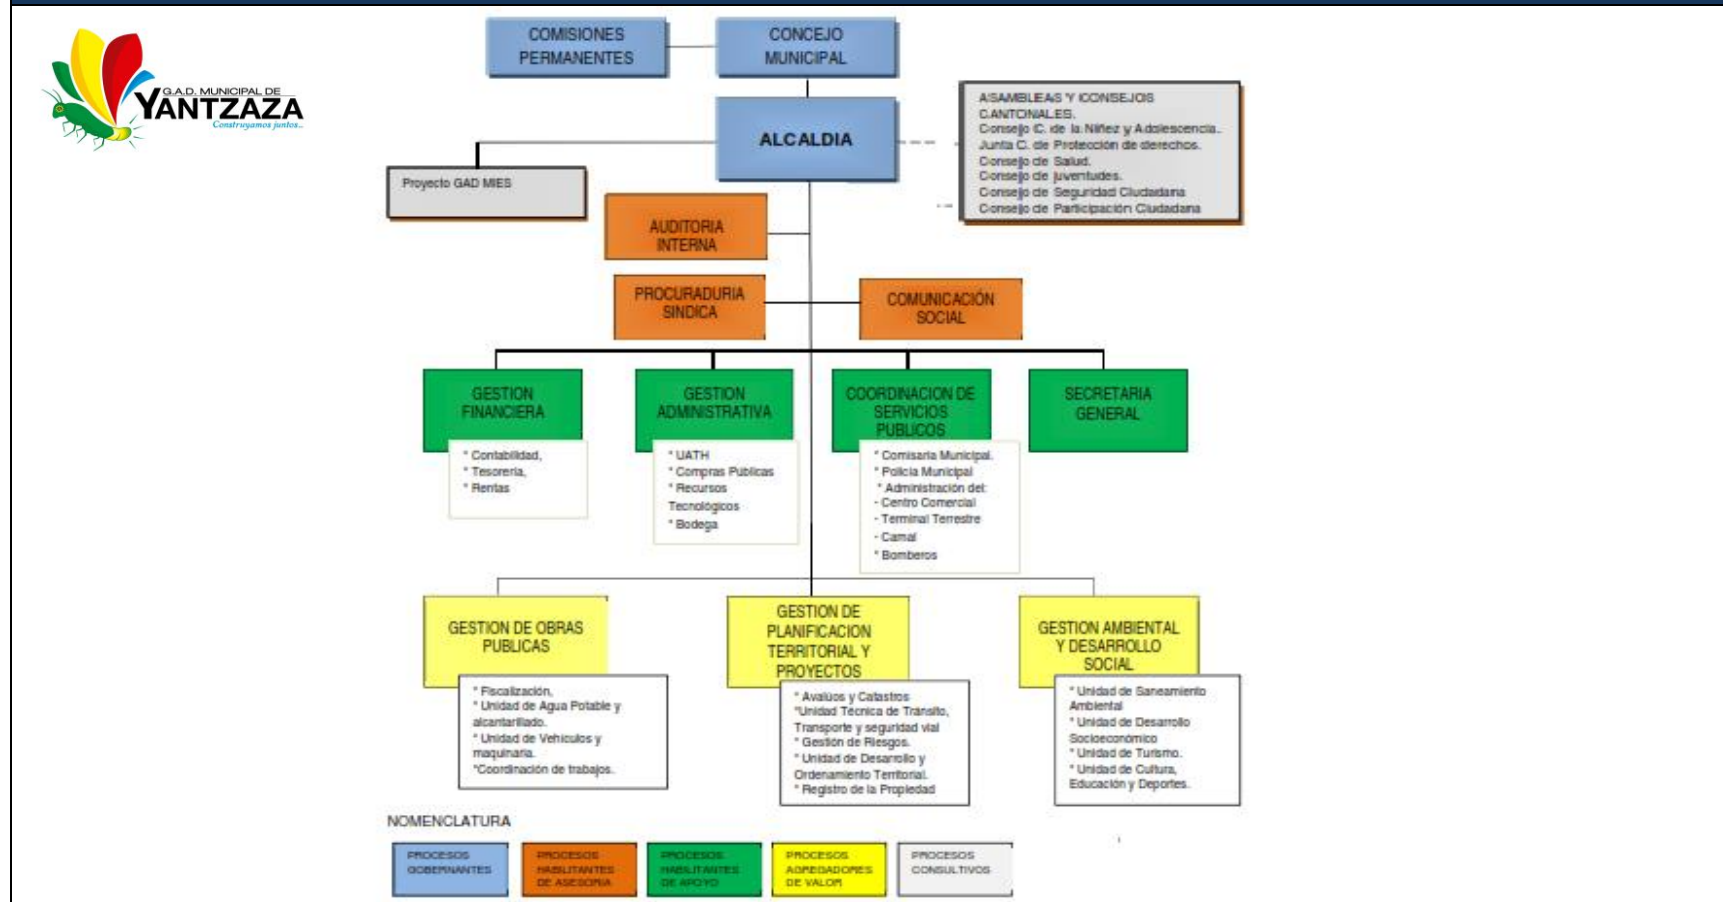 G.A.D. MUNICIPAL DE
YANTZAZA
Construyamos juntos...
COMISIONES
PERMANENTES
CONCEJO
MUNICIPAL
ALCALDIA
ASAMBLEAS Y CONSEJOS
CANTONALES.
Consejo C. de la Niñez y Adolescencia.
Junta C. de Protección de derechos.
Consejo de Salud.
Consejo de juventudes.
Consejo de Seguridad Ciudadana
Consejo de Participación Ciudadana
Proyecto GAD MIES
AUDITORIA
INTERNA
PROCURADURIA
SINDICA
COMUNICACIÓN
SOCIAL
GESTION
FINANCIERA
* Contabilidad,
* Tesorería,
* Rentas
GESTION
ADMINISTRATIVA
* UATH
* Compras Públicas
* Recursos
Tecnológicos
* Bodega
COORDINACION DE
SERVICIOS
PUBLICOS
* Comisaria Municipal.
* Policía Municipal
* Administración del:
- Centro Comercial
- Terminal Terrestre
- Camal
* Bomberos
SECRETARIA
GENERAL
GESTION DE OBRAS
PUBLICAS
* Fiscalización,
* Unidad de Agua Potable y
alcantarillado.
* Unidad de Vehículos y
maquinaria.
*Coordinación de trabajos.
GESTION DE
PLANIFICACION
TERRITORIAL Y
PROYECTOS
* Avalúos y Catastros
*Unidad Técnica de Tránsito,
Transporte y seguridad vial
* Gestión de Riesgos.
* Unidad de Desarrollo y
Ordenamiento Territorial.
* Registro de la Propiedad
GESTION AMBIENTAL
Y DESARROLLO
SOCIAL
* Unidad de Saneamiento
Ambiental
* Unidad de Desarrollo
Socioeconómico
* Unidad de Turismo.
* Unidad de Cultura,
Educación y Deportes.
NOMENCLATURA
PROCESOS
GOBERNANTES
PROCESOS
HABILITANTES
DE ASESORIA
PROCESOS
HABILITANTES
DE APOYO
PROCESOS
AGREGADORES
DE VALOR
PROCESOS
CONSULTIVOS